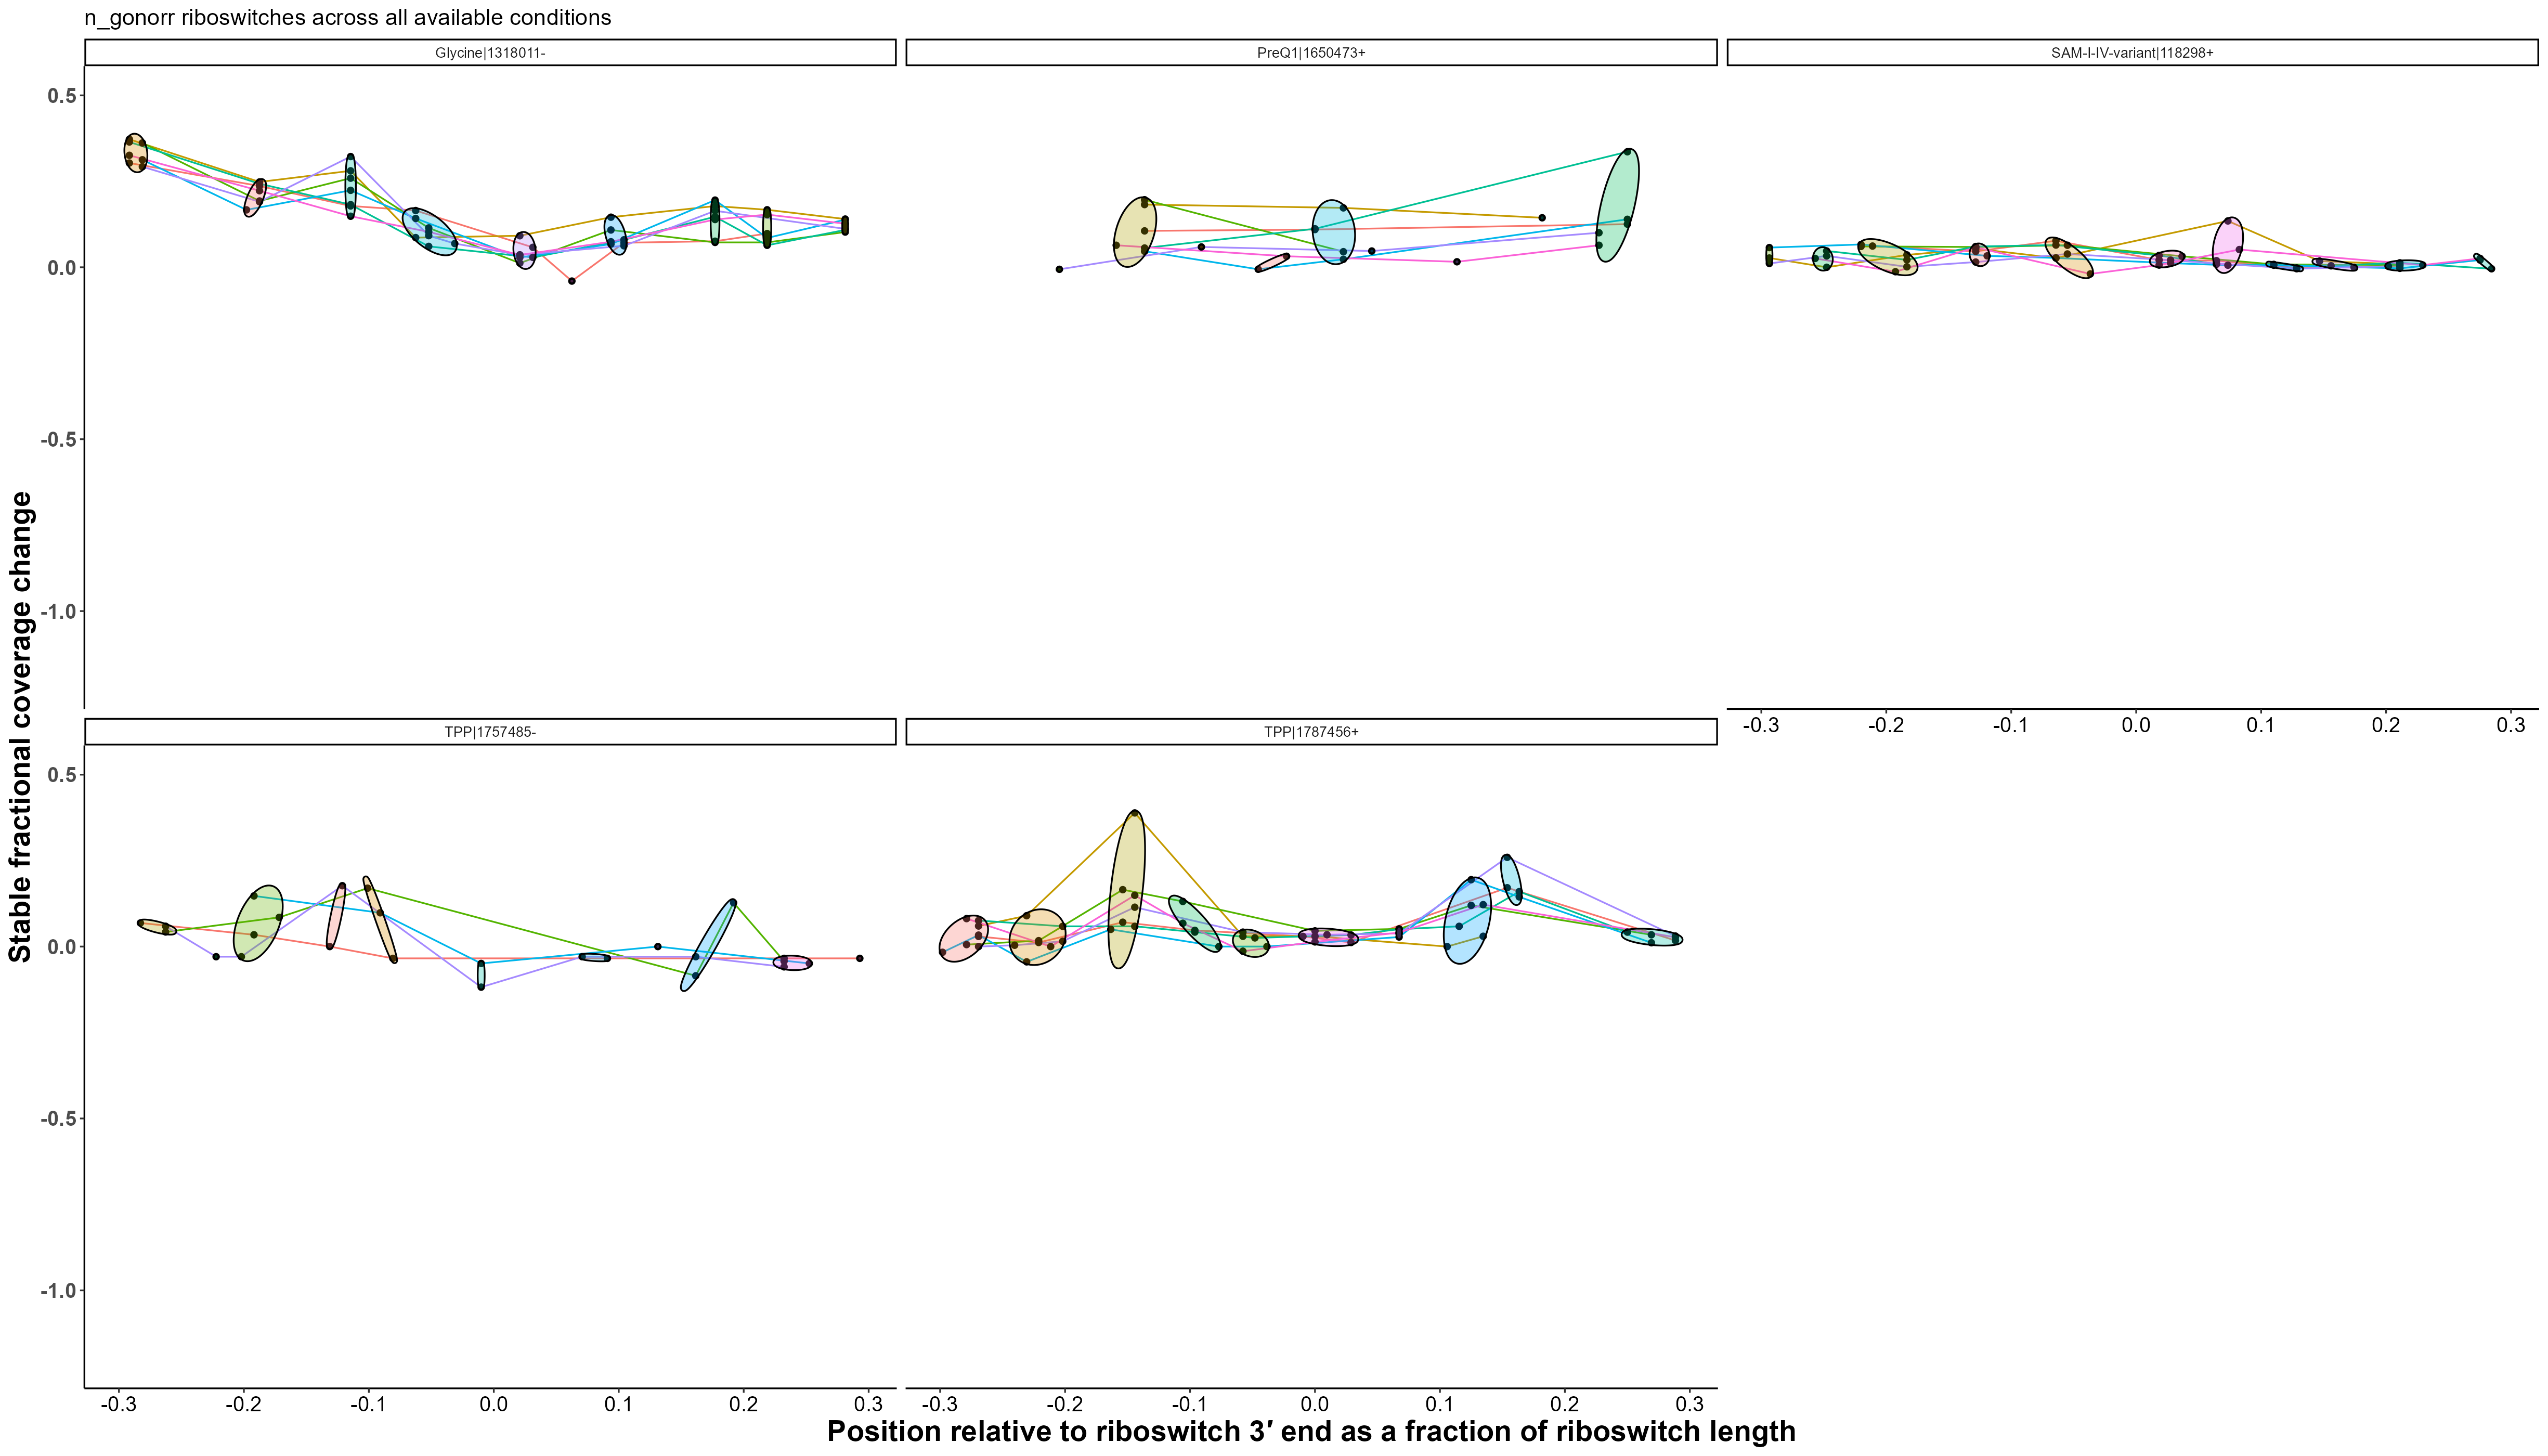 n_gonorr riboswitches across all available conditions
Glycine|1318011-
PreQ1|1650473+
SAM-I-IV-variant|118298+
0.5
0.0
-0.5
-1.0
-0.3 -0.2 -0.1 0.0 0.1 0.2 0.3
TPP|1757485-
TPP|1787456+
0.5
0.0
-0.5
-1.0
-0.3 -0.2 -0.1 0.0 0.1 0.2 0.3
-0.3 -0.2 -0.1 0.0 0.1 0.2 0.3
Stable fractional coverage change
Position relative to riboswitch 3′ end as a fraction of riboswitch length